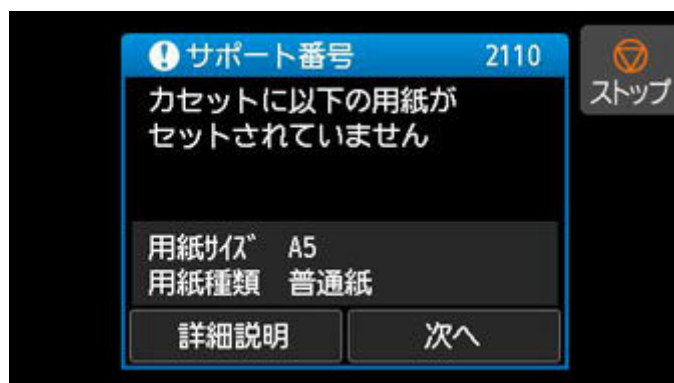 サポート番号 2110
ストップ
カセットに以下の用紙が
セットされていません
用紙ｻｲｽﾞ A5
用紙種類 普通紙
詳細説明 次へ